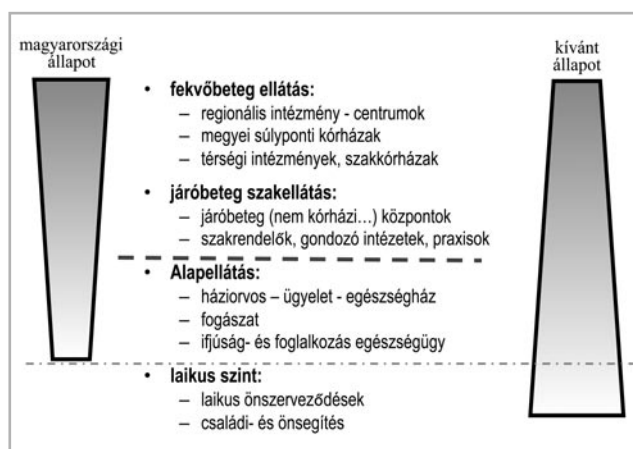 magyarországi
állapot
kívánt
állapot
• fekvőbeteg ellátás:
– regionális intézmény - centrumok
– megyei súlyponti kórházak
– térségi intézmények, szakkórházak
• járóbeteg szakellátás:
– járóbeteg (nem kórházi…) központok
– szakrendelők, gondozó intézetek, praxisok
• Alapellátás:
– háziorvos – ügyelet - egészségház
– fogászat
– ifjúság- és foglalkozás egészségügy
• laikus szint:
– laikus önszerveződések
– családi- és önsegítés